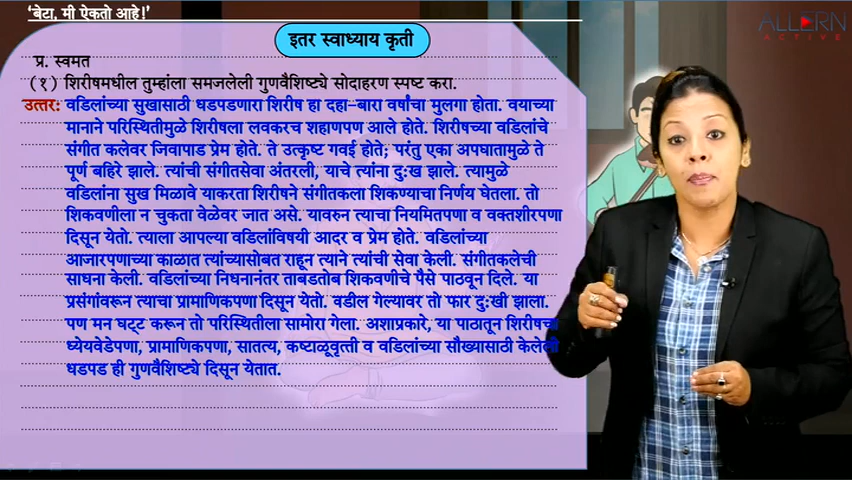 ‘बेटा, मी ऐकतो आहे!’
ALLERN
ACTIVE
इतर स्वाध्याय कृती
प्र. स्वमत
(१) शिरीषमधील तुम्हांला समजलेली गुणवैशिष्ट्ये सोदाहरण स्पष्ट करा.
उत्तर: वडिलांच्या सुखासाठी धडपडणारा शिरीष हा दहा-बारा वर्षांचा मुलगा होता. वयाच्या
मानाने परिस्थितीमुळे शिरीषला लवकरच शहाणपण आले होते. शिरीषच्या वडिलांचे
संगीत कलेवर जिवापाड प्रेम होते. ते उत्कृष्ट गवई होते; परंतु एका अपघातामुळे ते
पूर्ण बहिरे झाले. त्यांची संगीतसेवा अंतरली, याचे त्यांना दु:ख झाले. त्यामुळे
वडिलांना सुख मिळावे याकरता शिरीषने संगीतकला शिकण्याचा निर्णय घेतला. तो
शिकवणीला न चुकता वेळेवर जात असे. यावरुन त्याचा नियमितपणा व वक्तशीरपणा
दिसून येतो. त्याला आपल्या वडिलांविषयी आदर व प्रेम होते. वडिलांच्या
आजारपणाच्या काळात त्यांच्यासोबत राहून त्याने त्यांची सेवा केली. संगीतकलेची
साधना केली. वडिलांच्या निधनानंतर ताबडतोब शिकवणीचे पैसे पाठवून दिले. या
प्रसंगांवरून त्याचा प्रामाणिकपणा दिसून येतो. वडील गेल्यावर तो फार दु:खी झाला.
पण मन घट्ट करून तो परिस्थितीला सामोरा गेला. अशाप्रकारे, या पाठातून शिरीषचा
ध्येयवेडेपणा, प्रामाणिकपणा, सातत्य, कष्टाळूवृत्ती व वडिलांच्या सौख्यासाठी केलेली
धडपड ही गुणवैशिष्ट्ये दिसून येतात.